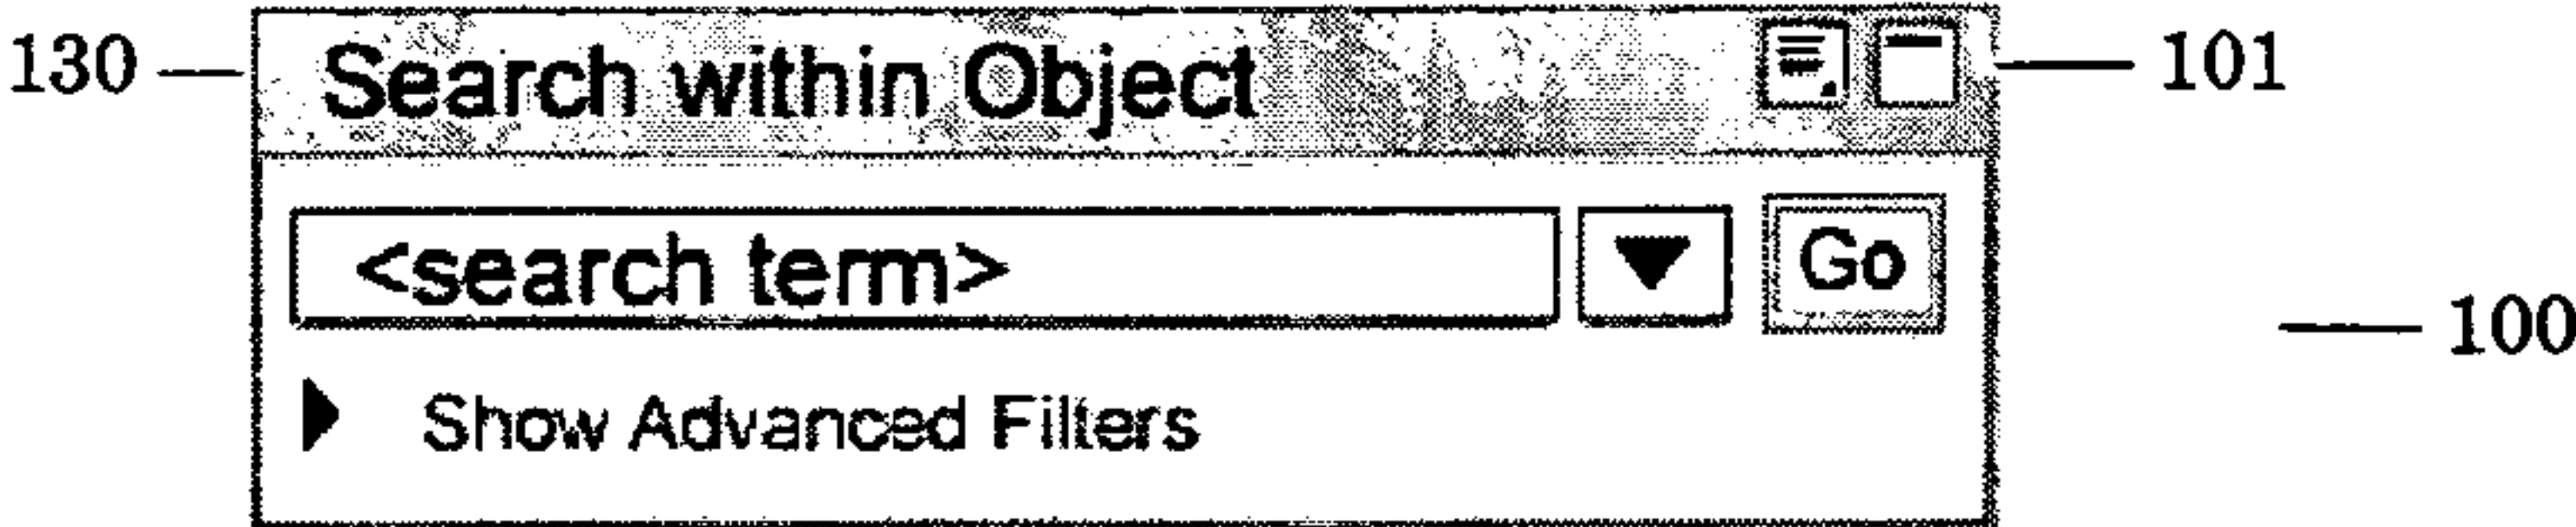 130 Search within Object 101
<search term> Go
100
Show Advanced Filters